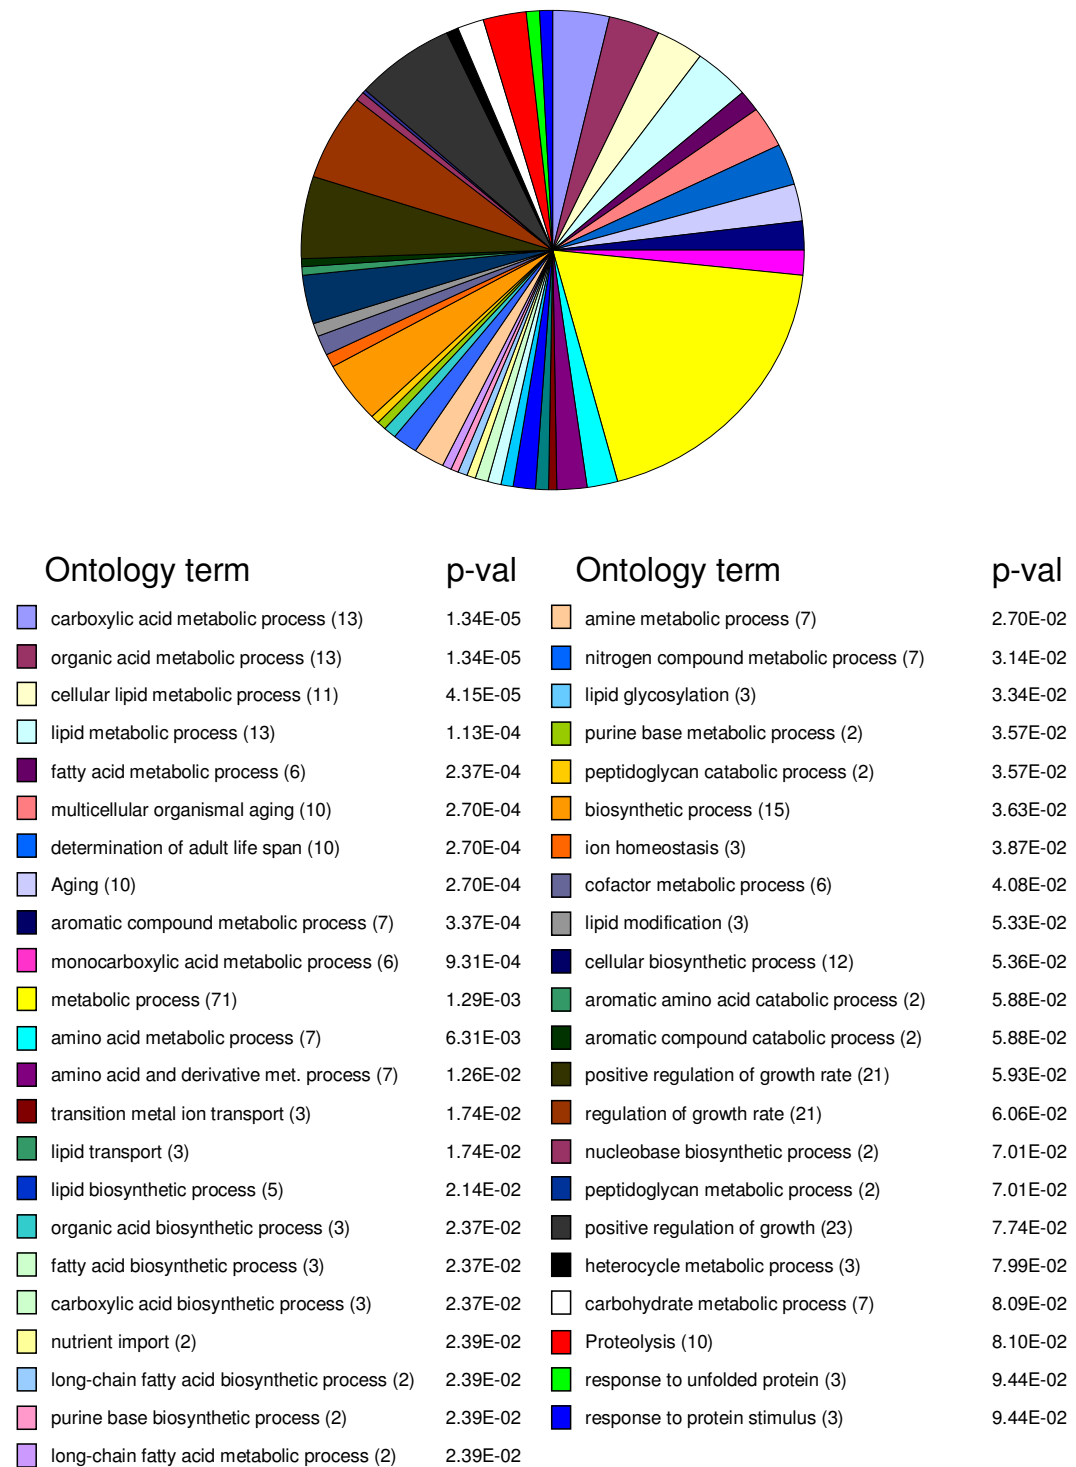 Ontology term p-val
carboxylic acid metabolic process (13) 1.34E-05
organic acid metabolic process (13) 1.34E-05
cellular lipid metabolic process (11) 4.15E-05
lipid metabolic process (13) 1.13E-04
fatty acid metabolic process (6) 2.37E-04
multicellular organismal aging (10) 2.70E-04
determination of adult life span (10) 2.70E-04
Aging (10) 2.70E-04
aromatic compound metabolic process (7) 3.37E-04
monocarboxylic acid metabolic process (6) 9.31E-04
metabolic process (71) 1.29E-03
amino acid metabolic process (7) 6.31E-03
amino acid and derivative met. process (7) 1.26E-02
transition metal ion transport (3) 1.74E-02
lipid transport (3) 1.74E-02
lipid biosynthetic process (5) 2.14E-02
organic acid biosynthetic process (3) 2.37E-02
fatty acid biosynthetic process (3) 2.37E-02
carboxylic acid biosynthetic process (3) 2.37E-02
nutrient import (2) 2.39E-02
long-chain fatty acid biosynthetic process (2) 2.39E-02
purine base biosynthetic process (2) 2.39E-02
long-chain fatty acid metabolic process (2) 2.39E-02
Ontology term p-val
amine metabolic process (7) 2.70E-02
nitrogen compound metabolic process (7) 3.14E-02
lipid glycosylation (3) 3.34E-02
purine base metabolic process (2) 3.57E-02
peptidoglycan catabolic process (2) 3.57E-02
biosynthetic process (15) 3.63E-02
ion homeostasis (3) 3.87E-02
cofactor metabolic process (6) 4.08E-02
lipid modification (3) 5.33E-02
cellular biosynthetic process (12) 5.36E-02
aromatic amino acid catabolic process (2) 5.88E-02
aromatic compound catabolic process (2) 5.88E-02
positive regulation of growth rate (21) 5.93E-02
regulation of growth rate (21) 6.06E-02
nucleobase biosynthetic process (2) 7.01E-02
peptidoglycan metabolic process (2) 7.01E-02
positive regulation of growth (23) 7.74E-02
heterocycle metabolic process (3) 7.99E-02
carbohydrate metabolic process (7) 8.09E-02
Proteolysis (10) 8.10E-02
response to unfolded protein (3) 9.44E-02
response to protein stimulus (3) 9.44E-02